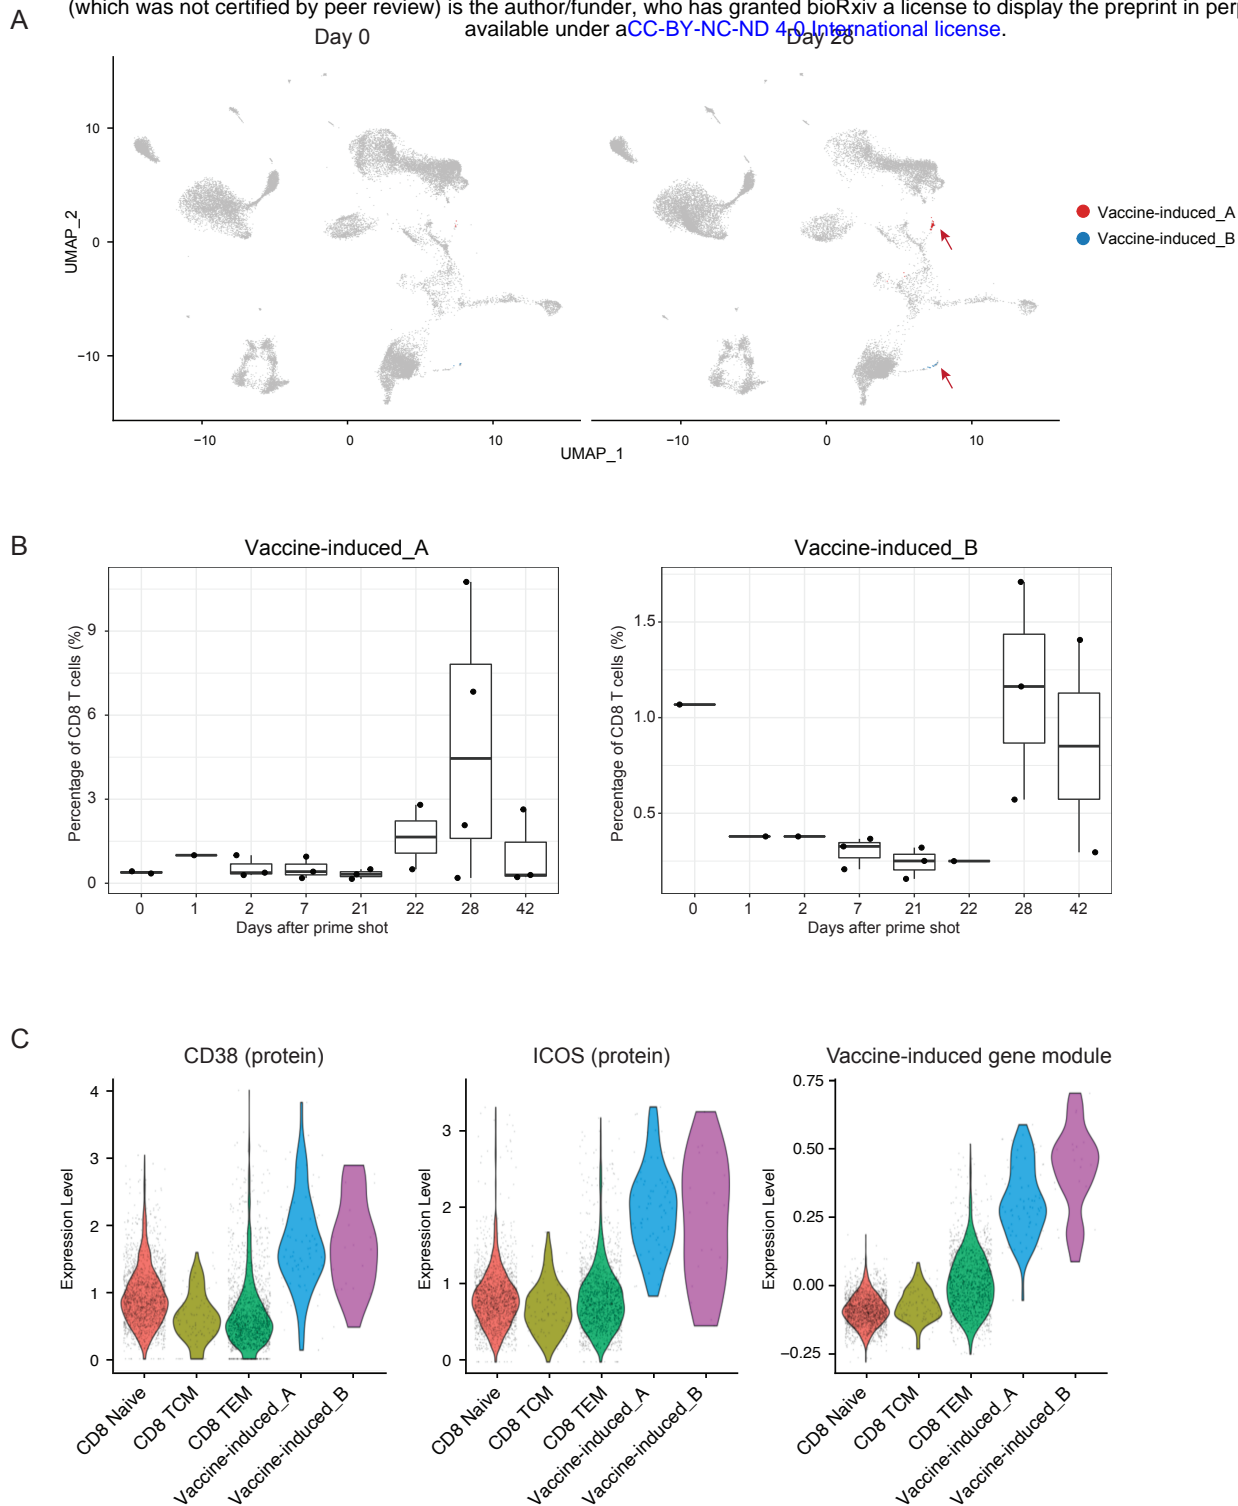 (which was not certified by peer review) is the author/funder, who has granted bioRxiv a license to display the preprint in perp
available under aCC-BY-NC-ND 4.0 International license.
A
Day 0
Day 28
UMAP_2
10
0
−10
−10
0
10
−10
0
10
UMAP_1
Vaccine-induced_A
Vaccine-induced_B
B
Vaccine-induced_A
Percentage of CD8 T cells (%)
9
6
3
0
0 1 2 7 21 22 28 42
Days after prime shot
Vaccine-induced_B
Percentage of CD8 T cells (%)
1.5
1.0
0.5
0 1 2 7 21 22 28 42
Days after prime shot
C
CD38 (protein)
Expression Level
4
3
2
1
0
CD8 Naive
CD8 TCM
CD8 TEM
Vaccine-induced_A
Vaccine-induced_B
ICOS (protein)
Expression Level
3
2
1
0
CD8 Naive
CD8 TCM
CD8 TEM
Vaccine-induced_A
Vaccine-induced_B
Vaccine-induced gene module
Expression Level
0.75
0.50
0.25
0.00
−0.25
CD8 Naive
CD8 TCM
CD8 TEM
Vaccine-induced_A
Vaccine-induced_B